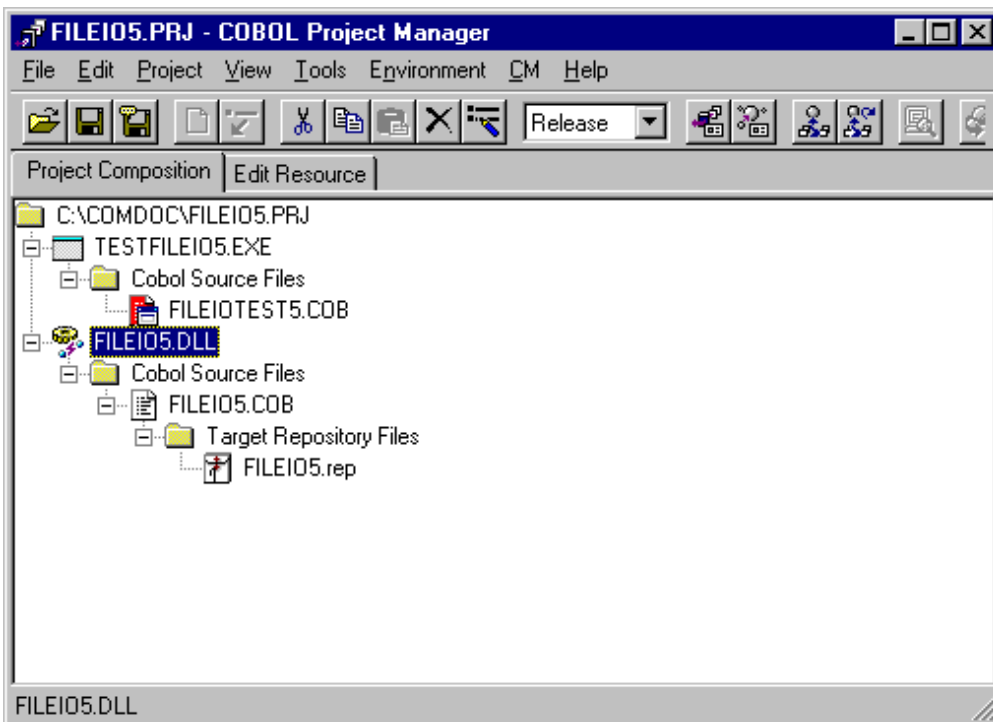 FILEIO5.PRJ - COBOL Project Manager
File Edit Project View Tools Environment CM Help
Release
Project Composition Edit Resource
C:\COMDOC\FILEIO5.PRJ
TESTFILEIO5.EXE
Cobol Source Files
FILEIOTEST5.COB
FILEIO5.DLL
Cobol Source Files
FILEIO5.COB
Target Repository Files
FILEIO5.rep
FILEIO5.DLL